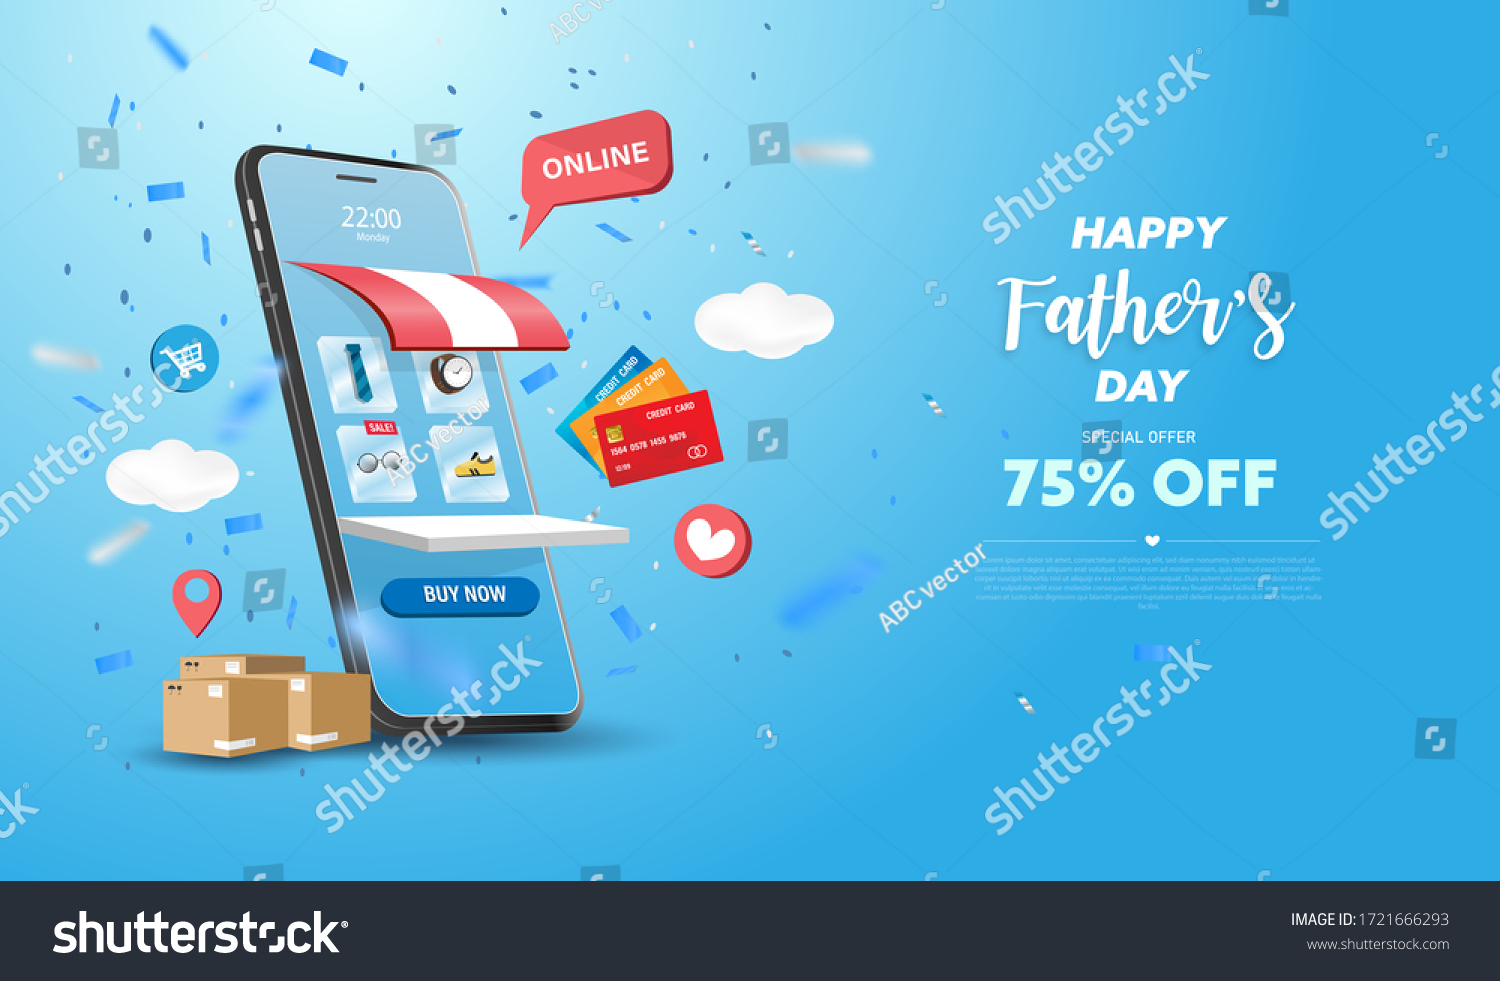 ONLINE
22:00
Monday
SALE!
CREDIT CARD
CREDIT CARD
CREDIT CARD
1564 0578 1455 9876
12/09
BUY NOW
HAPPY
Father's
DAY
SPECIAL OFFER
75% OFF
ABC vector
ABC vector
ABC vector
shutterstock
shutterstock
shutterstock
shutterstock
shutterstock
shutterstock®
IMAGE ID: 1721666293
www.shutterstock.com